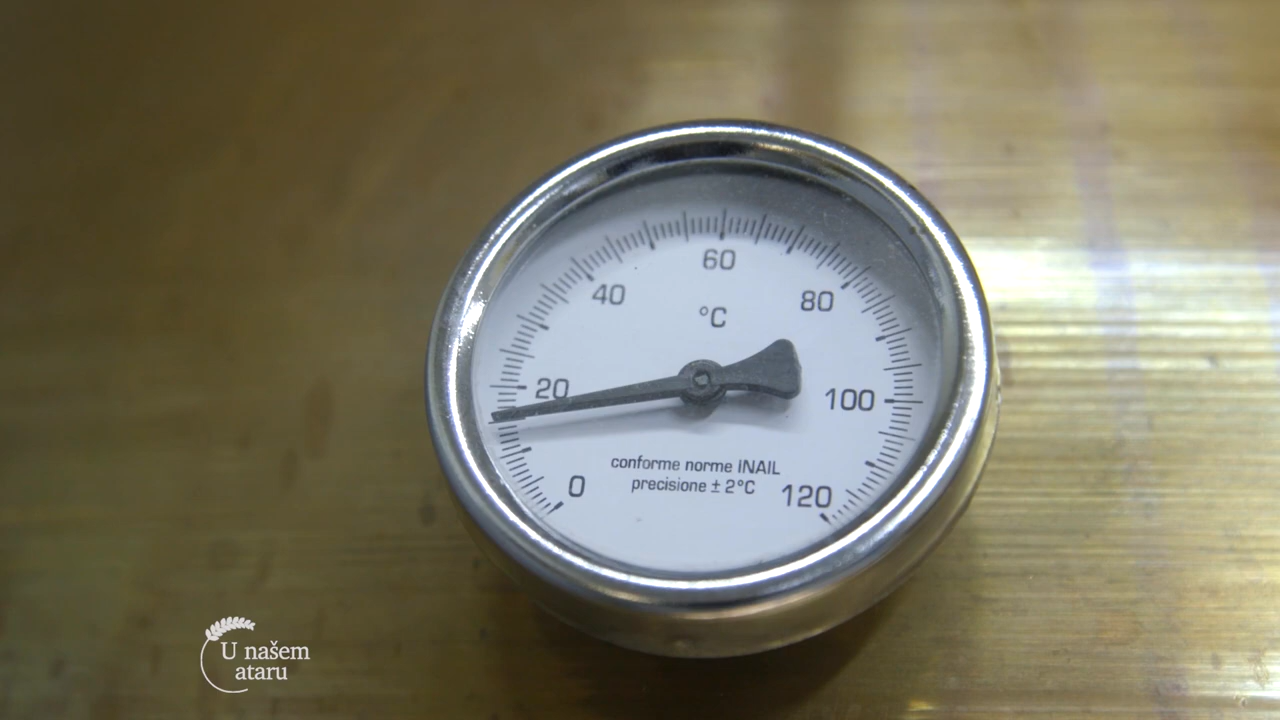 60
40
80
°C
20
100
conforme norme INAIL
precisione ± 2°C
0
120
U našem
ataru